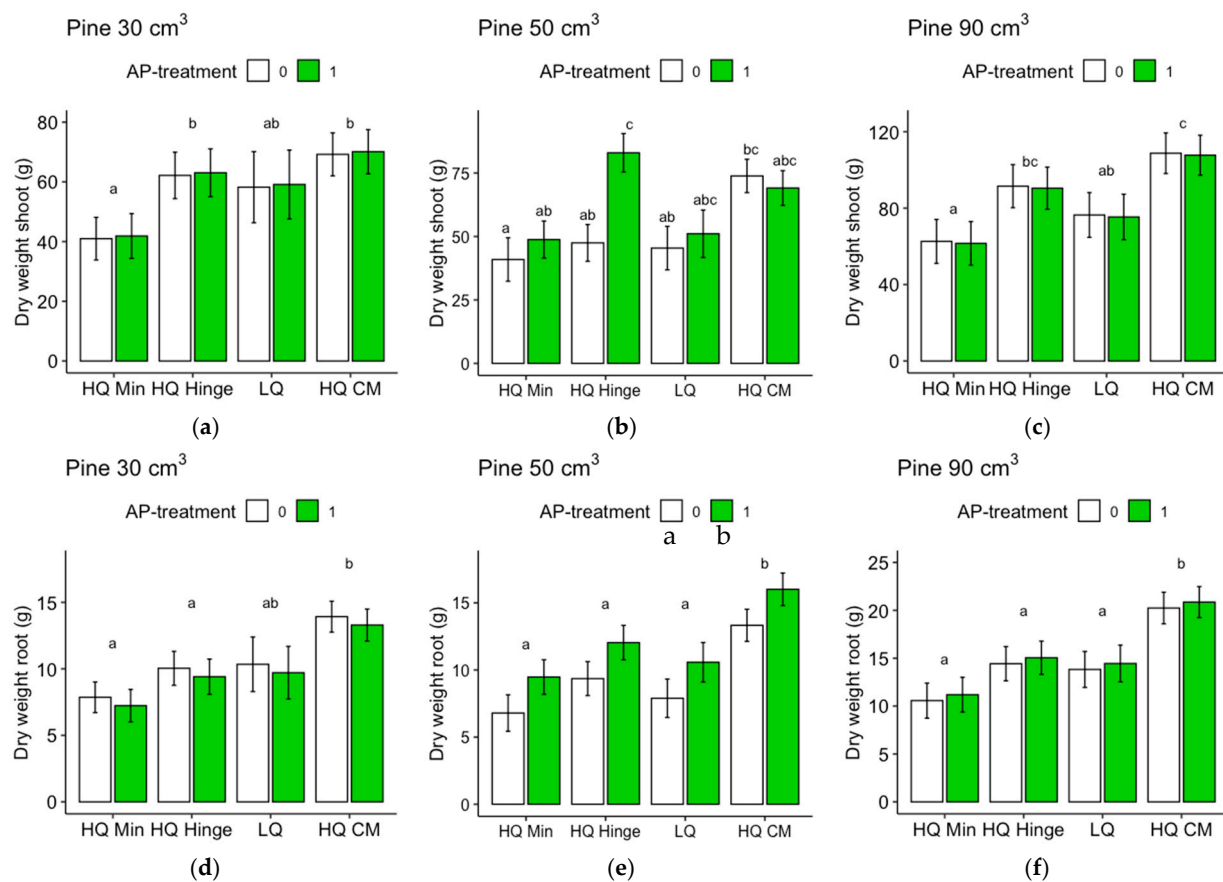 Pine 30 cm³
AP-treatment 0 1
Dry weight shoot (g)
80
60
40
20
0
a
b
ab
b
HQ Min HQ Hinge LQ HQ CM
(a)
Pine 50 cm³
AP-treatment 0 1
Dry weight shoot (g)
75
50
25
0
a
ab
ab
c
ab
abc
bc
abc
HQ Min HQ Hinge LQ HQ CM
(b)
Pine 90 cm³
AP-treatment 0 1
Dry weight shoot (g)
120
80
40
0
a
bc
ab
c
HQ Min HQ Hinge LQ HQ CM
(c)
Pine 30 cm³
AP-treatment 0 1
Dry weight root (g)
15
10
5
0
a
a
ab
b
HQ Min HQ Hinge LQ HQ CM
(d)
Pine 50 cm³
AP-treatment 0 1
a b
Dry weight root (g)
15
10
5
0
a
a
a
b
HQ Min HQ Hinge LQ HQ CM
(e)
Pine 90 cm³
AP-treatment 0 1
Dry weight root (g)
25
20
15
10
5
0
a
a
a
b
HQ Min HQ Hinge LQ HQ CM
(f)